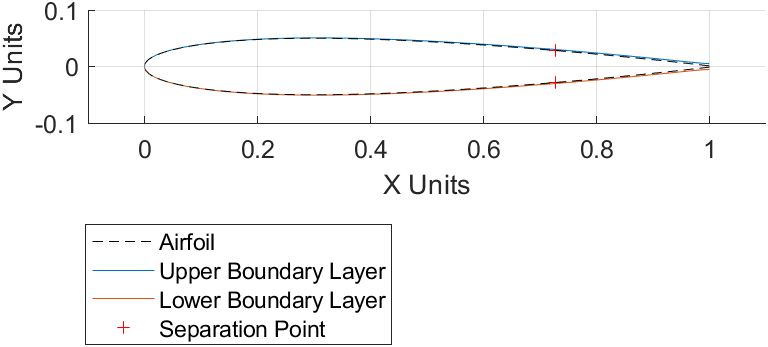 0.1
0
-0.1
Y Units
0 0.2 0.4 0.6 0.8 1
X Units
Airfoil
Upper Boundary Layer
Lower Boundary Layer
Separation Point